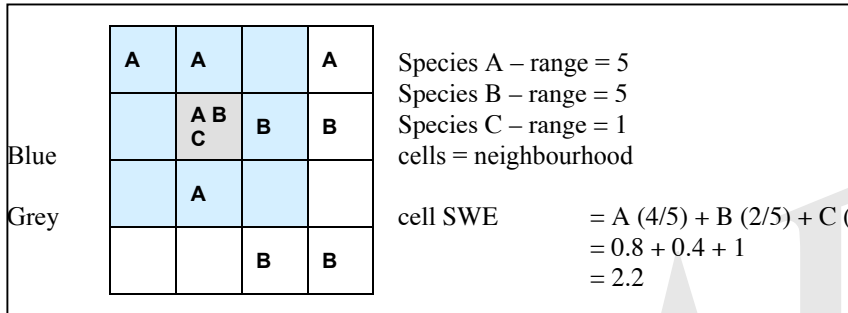 A A A
Species A – range = 5
Species B – range = 5
A B B B
C
Species C – range = 1
Blue cells = neighbourhood
A
Grey cell SWE = A (4/5) + B (2/5) + C (
= 0.8 + 0.4 + 1
B B
= 2.2